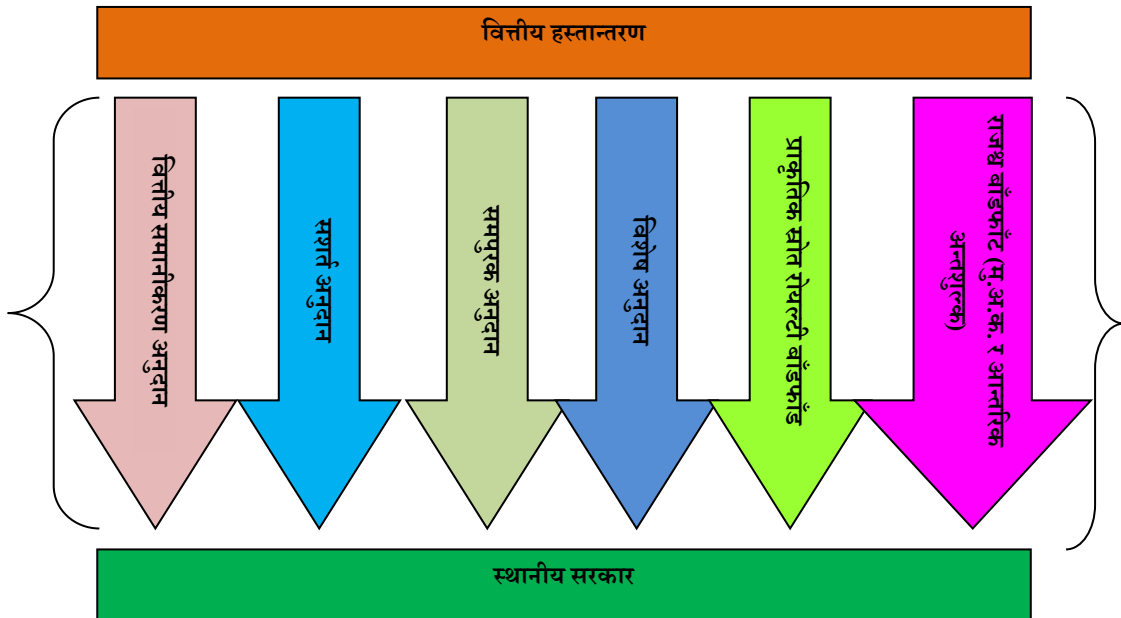 वित्तीय हस्तान्तरण
वित्तीय समानीकरण अनुदान
सशर्त अनुदान
समपुरक अनुदान
विशेष अनुदान
प्राकृतिक स्रोत रोयल्टी बाँडफाँड
राजश्व बाँडफाँट (मु.अ.क. र आन्तरिक
अन्तशुल्क)
स्थानीय सरकार